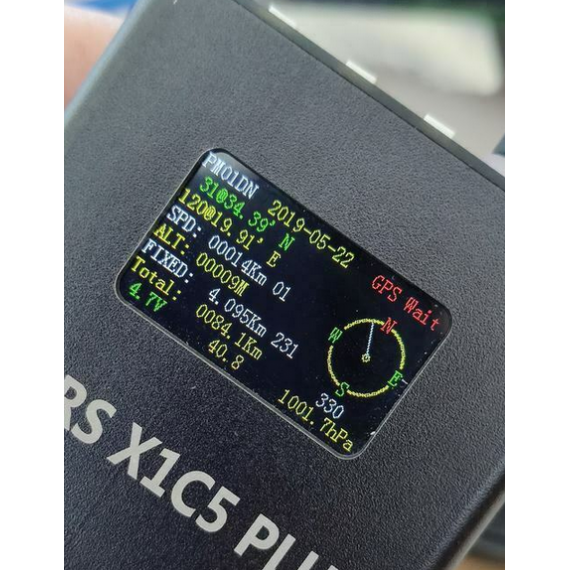 PM01DN 2019-05-22
31@34.39' N GPS Wait
120@19.91' E
SPD: 00014Km 01
ALT: 00009M
FIXED: 4.095Km 231
Total: 0084.1Km
4.7V 40.8
N
W E
S
330
1001.7hPa
RS X1C5 PLU